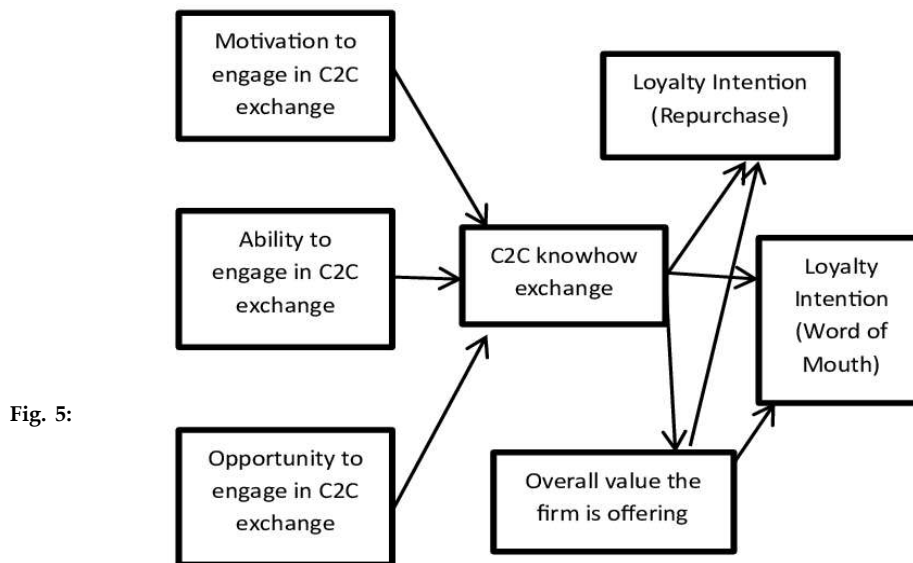 Motivation to
engage in C2C
exchange
Loyalty Intention
(Repurchase)
Ability to
engage in C2C
exchange
C2C knowhow
exchange
Loyalty
Intention
(Word of
Mouth)
Fig. 5:
Opportunity to
engage in C2C
exchange
Overall value the
firm is offering